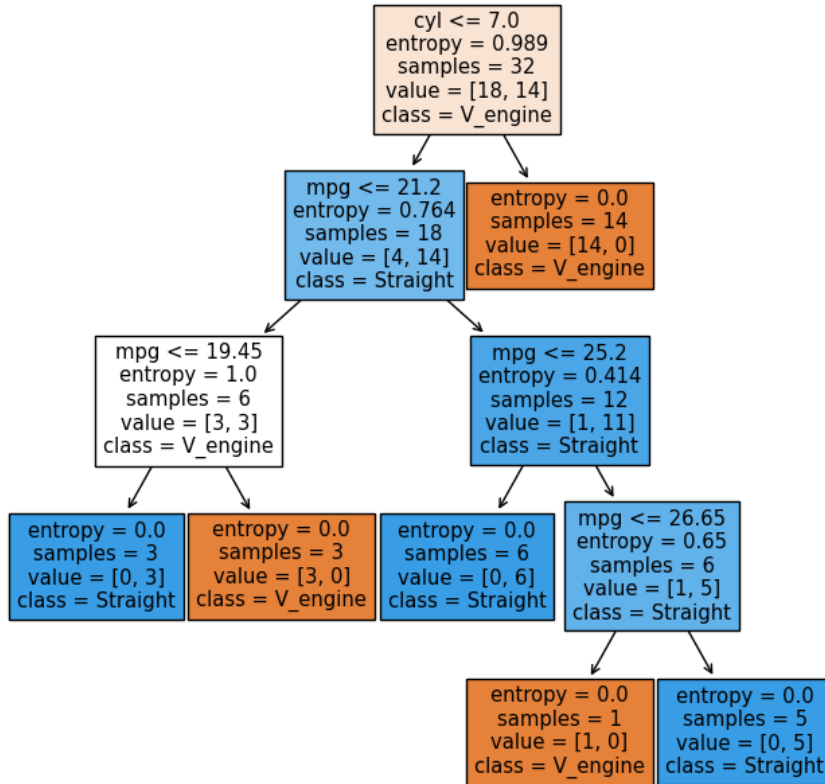 cyl <= 7.0
entropy = 0.989
samples = 32
value = [18, 14]
class = V_engine
mpg <= 21.2
entropy = 0.764
samples = 18
value = [4, 14]
class = Straight
entropy = 0.0
samples = 14
value = [14, 0]
class = V_engine
mpg <= 19.45
entropy = 1.0
samples = 6
value = [3, 3]
class = V_engine
mpg <= 25.2
entropy = 0.414
samples = 12
value = [1, 11]
class = Straight
entropy = 0.0
samples = 3
value = [0, 3]
class = Straight
entropy = 0.0
samples = 3
value = [3, 0]
class = V_engine
entropy = 0.0
samples = 6
value = [0, 6]
class = Straight
mpg <= 26.65
entropy = 0.65
samples = 6
value = [1, 5]
class = Straight
entropy = 0.0
samples = 1
value = [1, 0]
class = V_engine
entropy = 0.0
samples = 5
value = [0, 5]
class = Straight